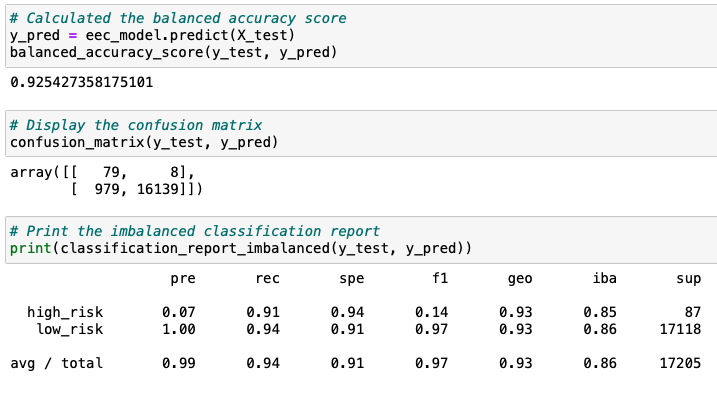 # Calculated the balanced accuracy score
y_pred = eec_model.predict(X_test)
balanced_accuracy_score(y_test, y_pred)
0.925427358175101
# Display the confusion matrix
confusion_matrix(y_test, y_pred)
array([[   79,     8],
       [  979, 16139]])
# Print the imbalanced classification report
print(classification_report_imbalanced(y_test, y_pred))
                   pre       rec       spe        f1       geo       iba       sup
  high_risk       0.07      0.91      0.94      0.14      0.93      0.85        87
   low_risk       1.00      0.94      0.91      0.97      0.93      0.86     17118
avg / total       0.99      0.94      0.91      0.97      0.93      0.86     17205